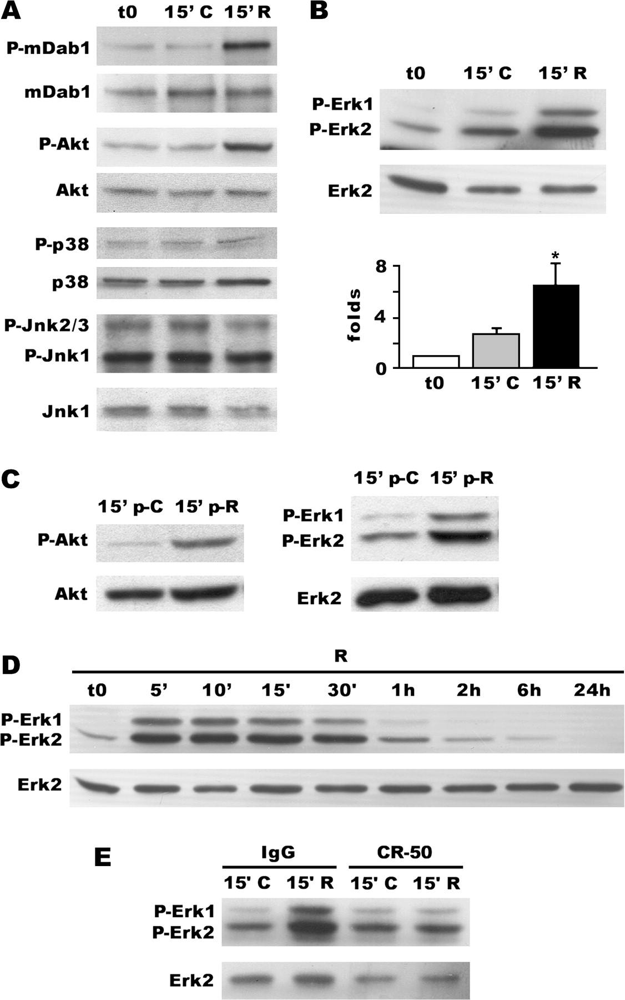 A
t0 15’ C 15’ R
P-mDab1
mDab1
P-Akt
Akt
P-p38
p38
P-Jnk2/3
P-Jnk1
Jnk1
B
t0 15’ C 15’ R
P-Erk1
P-Erk2
Erk2
folds
8
*
4
0
t0 15’ C 15’ R
C
15’ p-C 15’ p-R
P-Akt
Akt
15’ p-C 15’ p-R
P-Erk1
P-Erk2
Erk2
D
R
t0 5’ 10’ 15' 30' 1h 2h 6h 24h
P-Erk1
P-Erk2
Erk2
E
IgG CR-50
15' C 15' R 15' C 15' R
P-Erk1
P-Erk2
Erk2